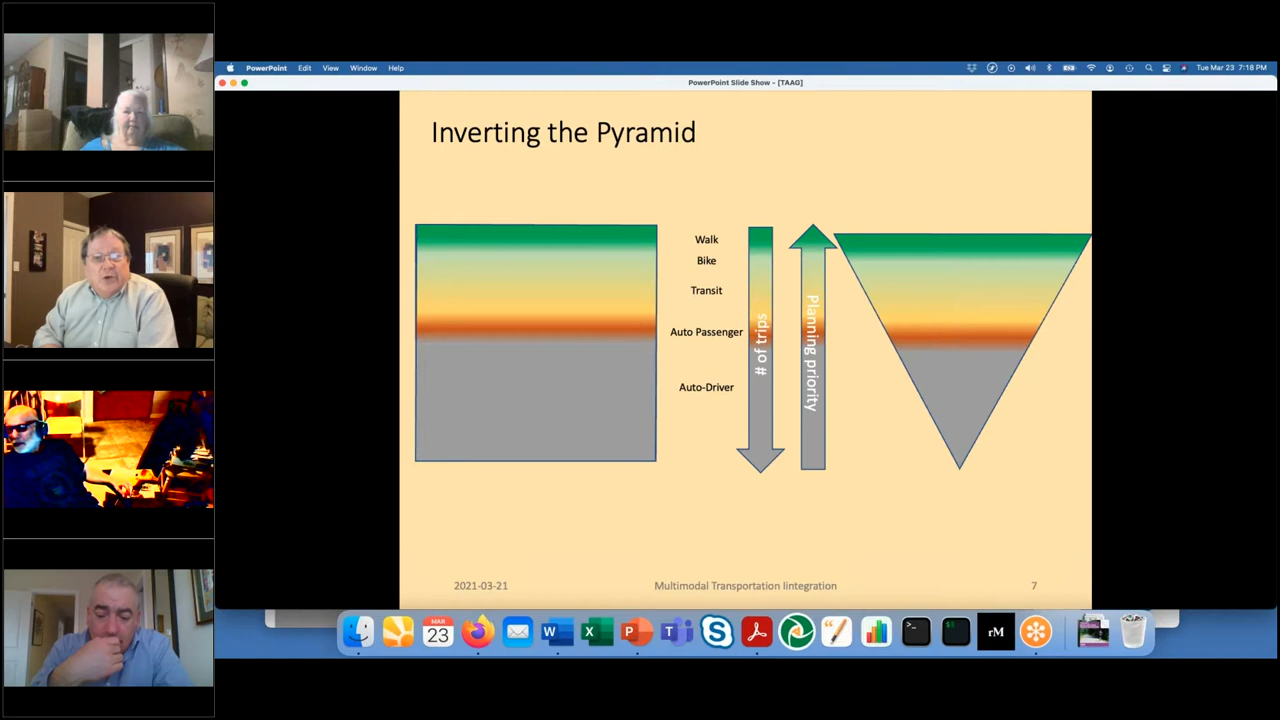 PowerPoint Edit View Window Help
Tue Mar 23 7:18 PM
PowerPoint Slide Show - [TAAG]
Inverting the Pyramid
Walk
Bike
Transit
Auto Passenger
Auto-Driver
# of trips
Planning priority
2021-03-21
Multimodal Transportation Iintegration
7
MAR
23
W
X
P
T
S
>_
$
rM